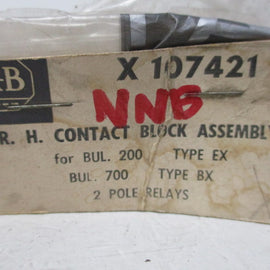 X 107421
NNB
R. H. CONTACT BLOCK ASSEMBLY
for BUL. 200 TYPE EX
BUL. 700 TYPE BX
2 POLE RELAYS